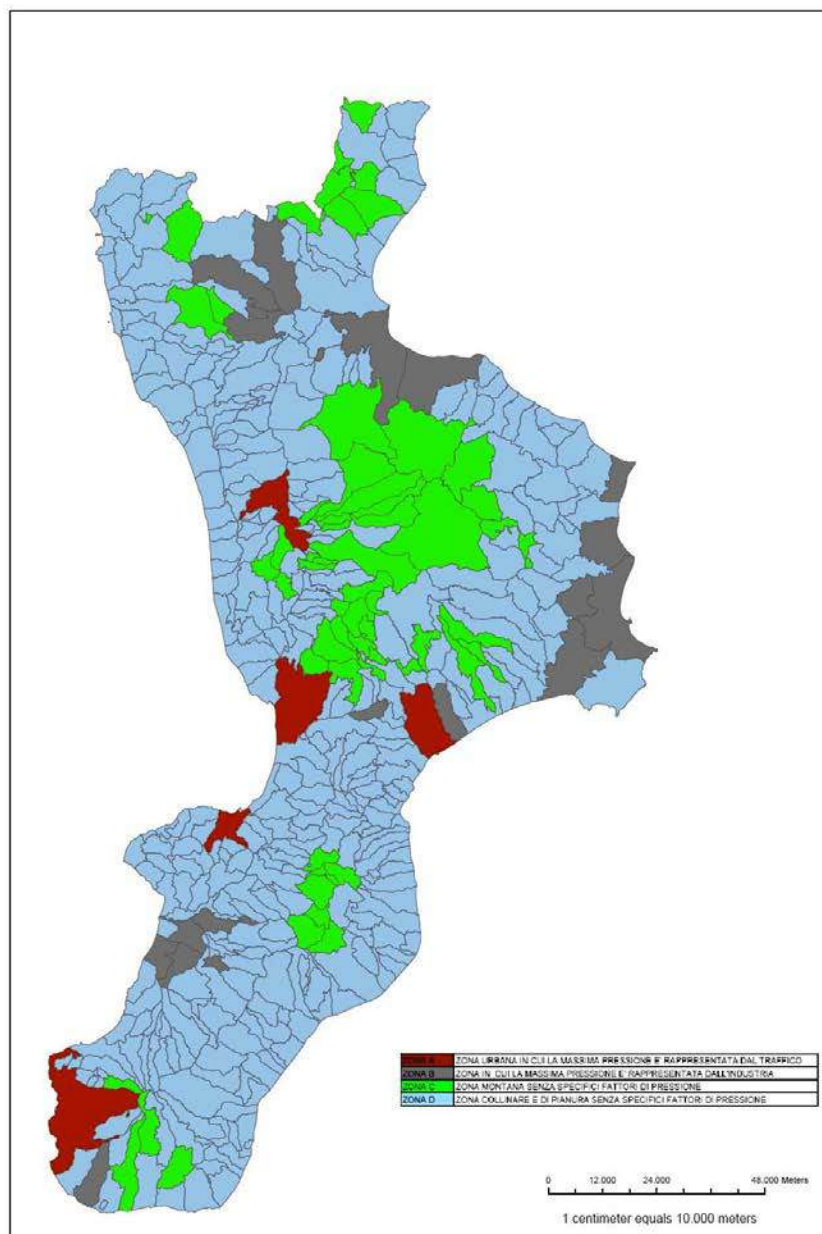 ZONA A ZONA URBANA IN CUI LA MASSIMA PRESSIONE E' RAPPRESENTATA DAL TRAFFICO
ZONA B ZONA IN CUI LA MASSIMA PRESSIONE E' RAPPRESENTATA DALL'INDUSTRIA
ZONA C ZONA MONTANA SENZA SPECIFICI FATTORI DI PRESSIONE
ZONA D ZONA COLLINARE E DI PIANURA SENZA SPECIFICI FATTORI DI PRESSIONE
0 12.000 24.000 48.000 Meters
1 centimeter equals 10.000 meters